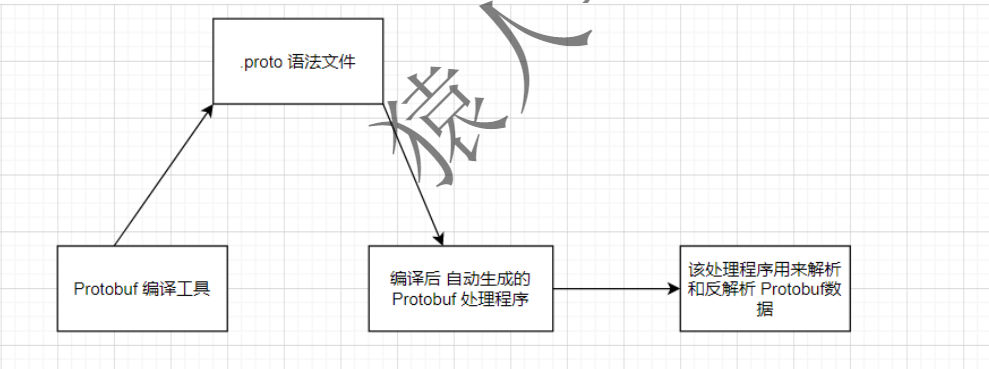 .proto 语法文件
猿人
Protobuf 编译工具
编译后 自动生成的
Protobuf 处理程序
该处理程序用来解析
和反解析 Protobuf数
据